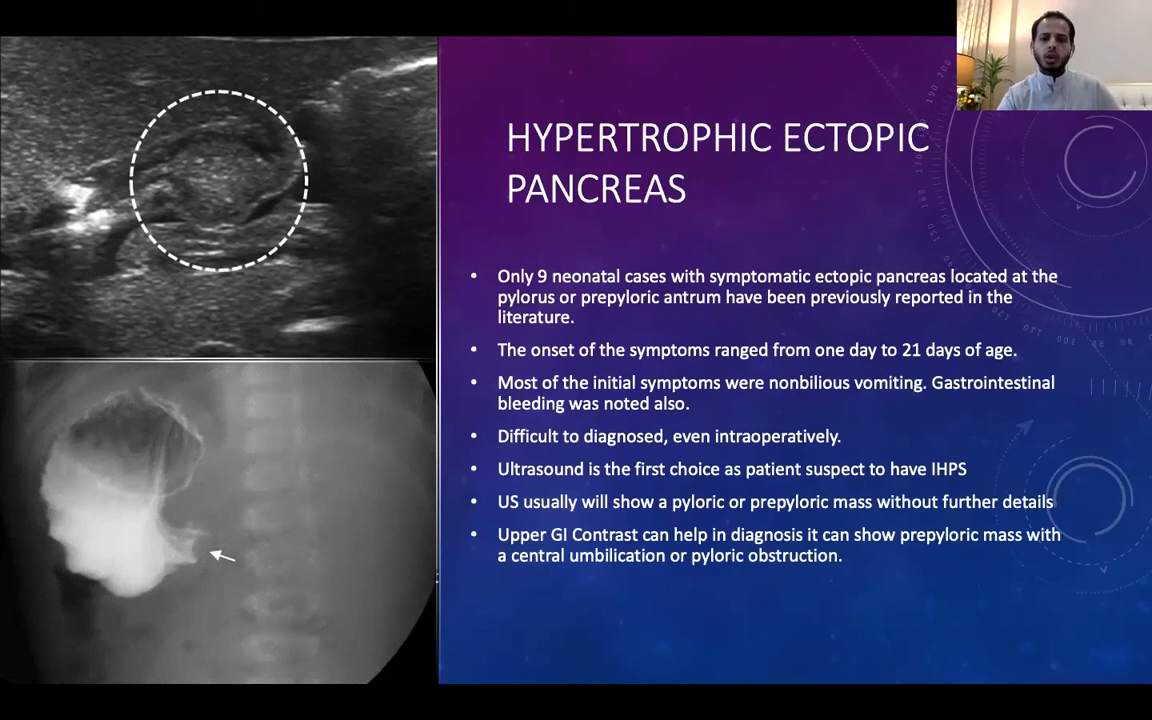 HYPERTROPHIC ECTOPIC
PANCREAS
• Only 9 neonatal cases with symptomatic ectopic pancreas located at the
pylorus or prepyloric antrum have been previously reported in the
literature.
• The onset of the symptoms ranged from one day to 21 days of age.
• Most of the initial symptoms were nonbilious vomiting. Gastrointestinal
bleeding was noted also.
• Difficult to diagnosed, even intraoperatively.
• Ultrasound is the first choice as patient suspect to have IHPS
• US usually will show a pyloric or prepyloric mass without further details
• Upper GI Contrast can help in diagnosis it can show prepyloric mass with
a central umbilication or pyloric obstruction.